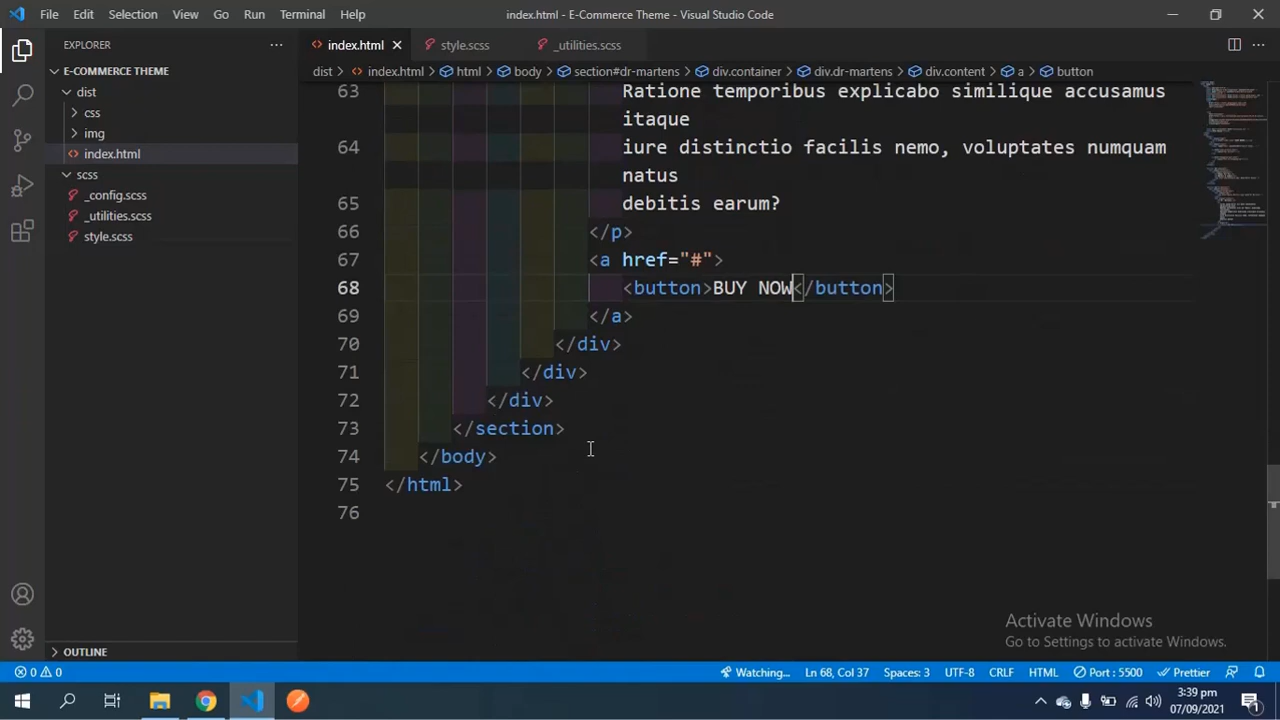 File Edit Selection View Go Run Terminal Help index.html - E-Commerce Theme - Visual Studio Code
EXPLORER
index.html style.scss _utilities.scss
E-COMMERCE THEME
dist > index.html > html > body > section#dr-martens > div.container > div.dr-martens > div.content > a > button
dist
css
img
index.html
scss
_config.scss
_utilities.scss
style.scss
63 Ratione temporibus explicabo similique accusamus
itaque
64 iure distinctio facilis nemo, voluptates numquam
natus
65 debitis earum?
66 </p>
67 <a href="#">
68 <button>BUY NOW</button>
69 </a>
70 </div>
71 </div>
72 </div>
73 </section>
74 </body>
75 </html>
76
Activate Windows
Go to Settings to activate Windows.
OUTLINE
0 0 Watching... Ln 68, Col 37 Spaces: 3 UTF-8 CRLF HTML Port : 5500 Prettier
3:39 pm
07/09/2021
1